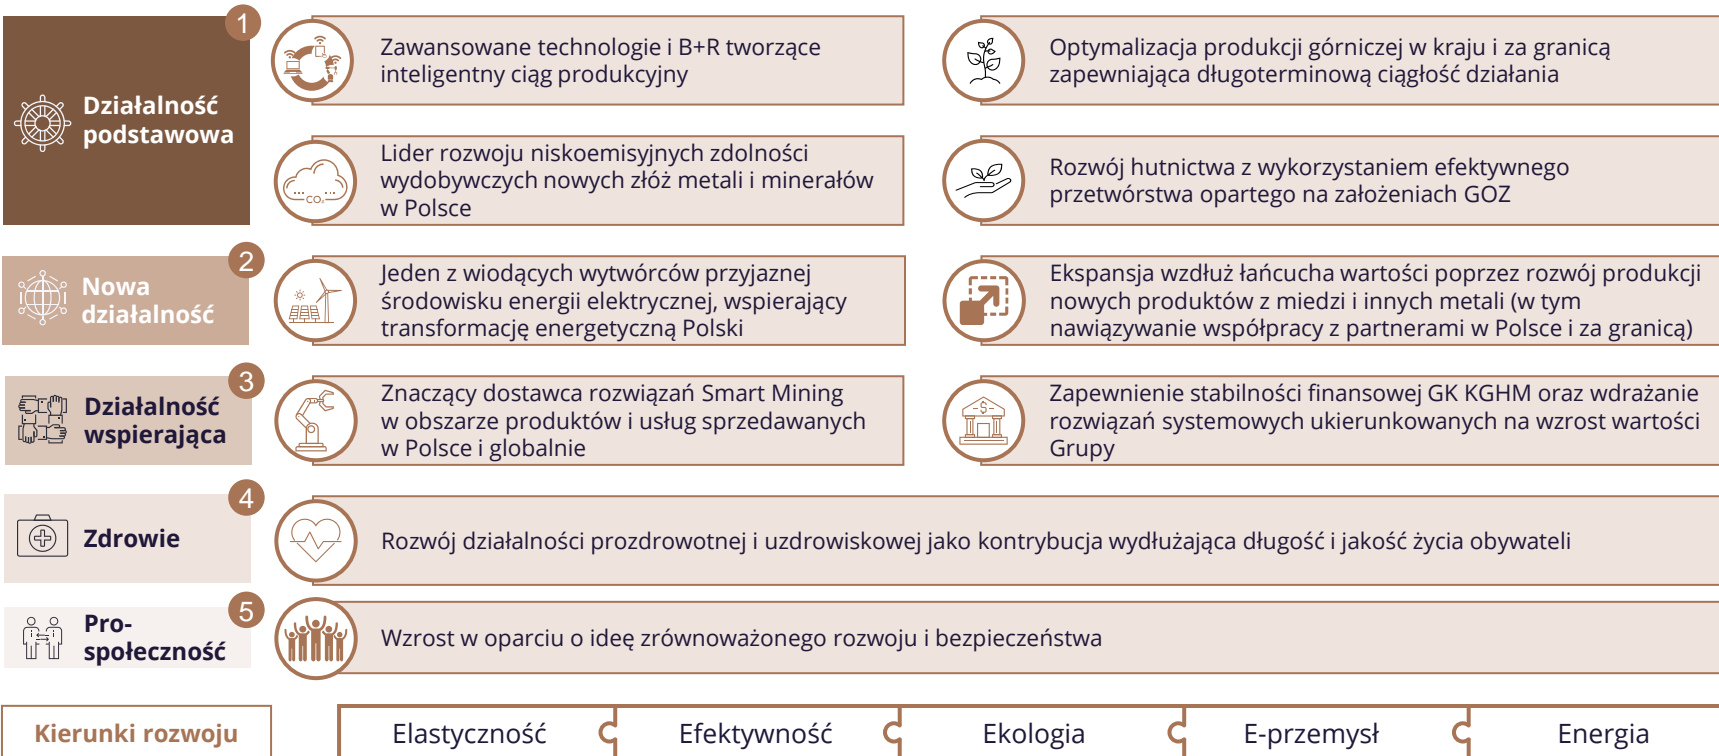 1
Działalność
podstawowa
Zawansowane technologie i B+R tworzące
inteligentny ciąg produkcyjny
Optymalizacja produkcji górniczej w kraju i za granicą
zapewniająca długoterminową ciągłość działania
CO₂
Lider rozwoju niskoemisyjnych zdolności
wydobywczych nowych złóż metali i minerałów
w Polsce
Rozwój hutnictwa z wykorzystaniem efektywnego
przetwórstwa opartego na założeniach GOZ
2
Nowa
działalność
Jeden z wiodących wytwórców przyjaznej
środowisku energii elektrycznej, wspierający
transformację energetyczną Polski
Ekspansja wzdłuż łańcucha wartości poprzez rozwój produkcji
nowych produktów z miedzi i innych metali (w tym
nawiązywanie współpracy z partnerami w Polsce i za granicą)
3
Działalność
wspierająca
Znaczący dostawca rozwiązań Smart Mining
w obszarze produktów i usług sprzedawanych
w Polsce i globalnie
-$-
Zapewnienie stabilności finansowej GK KGHM oraz wdrażanie
rozwiązań systemowych ukierunkowanych na wzrost wartości
Grupy
4
Zdrowie
Rozwój działalności prozdrowotnej i uzdrowiskowej jako kontrybucja wydłużająca długość i jakość życia obywateli
5
Pro-
społeczność
Wzrost w oparciu o ideę zrównoważonego rozwoju i bezpieczeństwa
Kierunki rozwoju
Elastyczność
Efektywność
Ekologia
E-przemysł
Energia